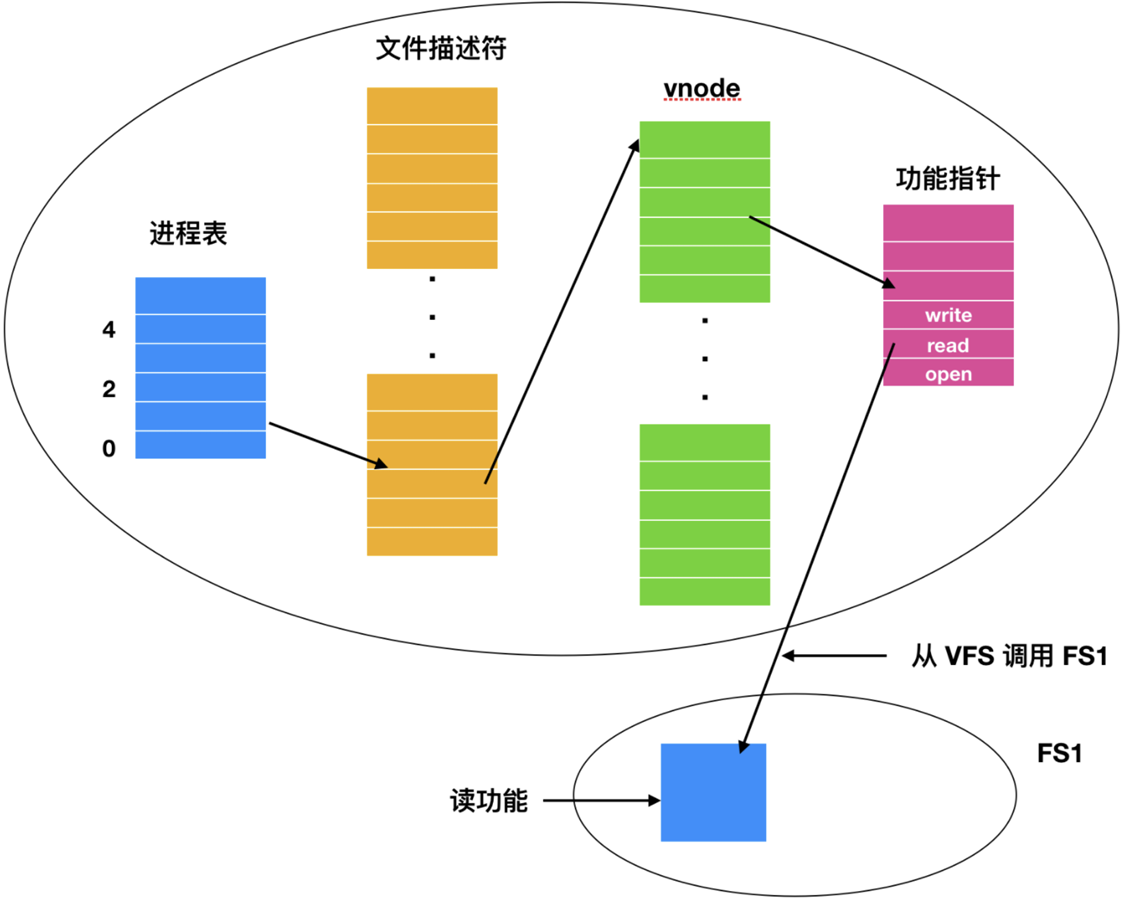 文件描述符
vnode
功能指针
进程表
4
2
0
write
read
open
从 VFS 调用 FS1
FS1
读功能